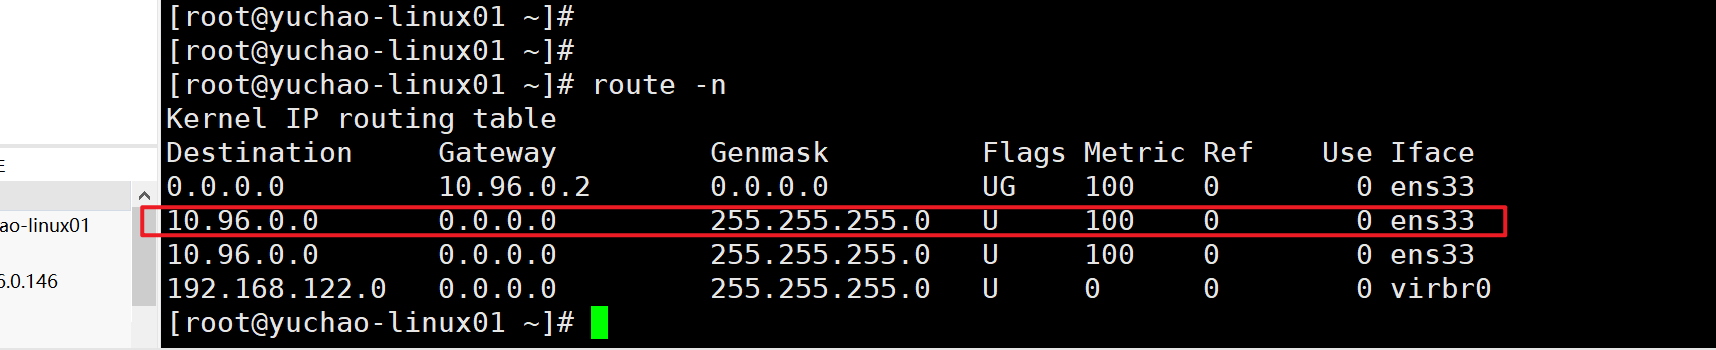 [root@yuchao-linux01 ~]#
[root@yuchao-linux01 ~]#
[root@yuchao-linux01 ~]# route -n
Kernel IP routing table
Destination     Gateway         Genmask         Flags Metric Ref    Use Iface
0.0.0.0         10.96.0.2       0.0.0.0         UG    100    0        0 ens33
10.96.0.0       0.0.0.0         255.255.255.0   U     100    0        0 ens33
10.96.0.0       0.0.0.0         255.255.255.0   U     100    0        0 ens33
192.168.122.0   0.0.0.0         255.255.255.0   U     0      0        0 virbr0
[root@yuchao-linux01 ~]#
E
ao-linux01
6.0.146